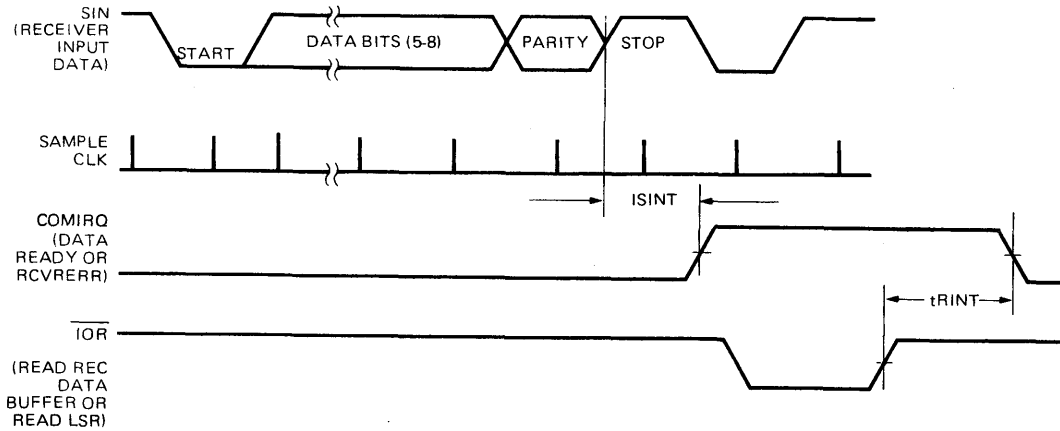 SIN
(RECEIVER
INPUT
DATA)
START
DATA BITS (5-8)
PARITY
STOP
SAMPLE
CLK
ISINT
COMIRQ
(DATA
READY OR
RCVRERR)
tRINT
IOR
(READ REC
DATA
BUFFER OR
READ LSR)